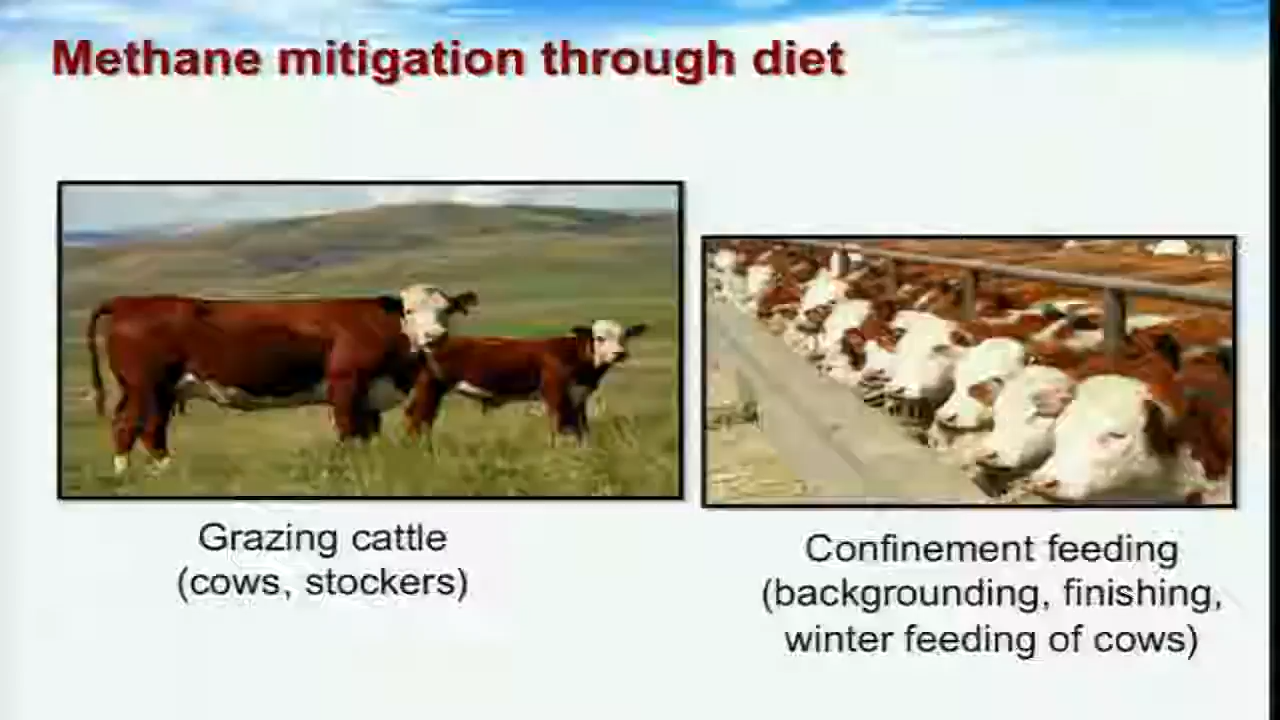 Methane mitigation through diet
Grazing cattle
(cows, stockers)
Confinement feeding
(backgrounding, finishing,
winter feeding of cows)